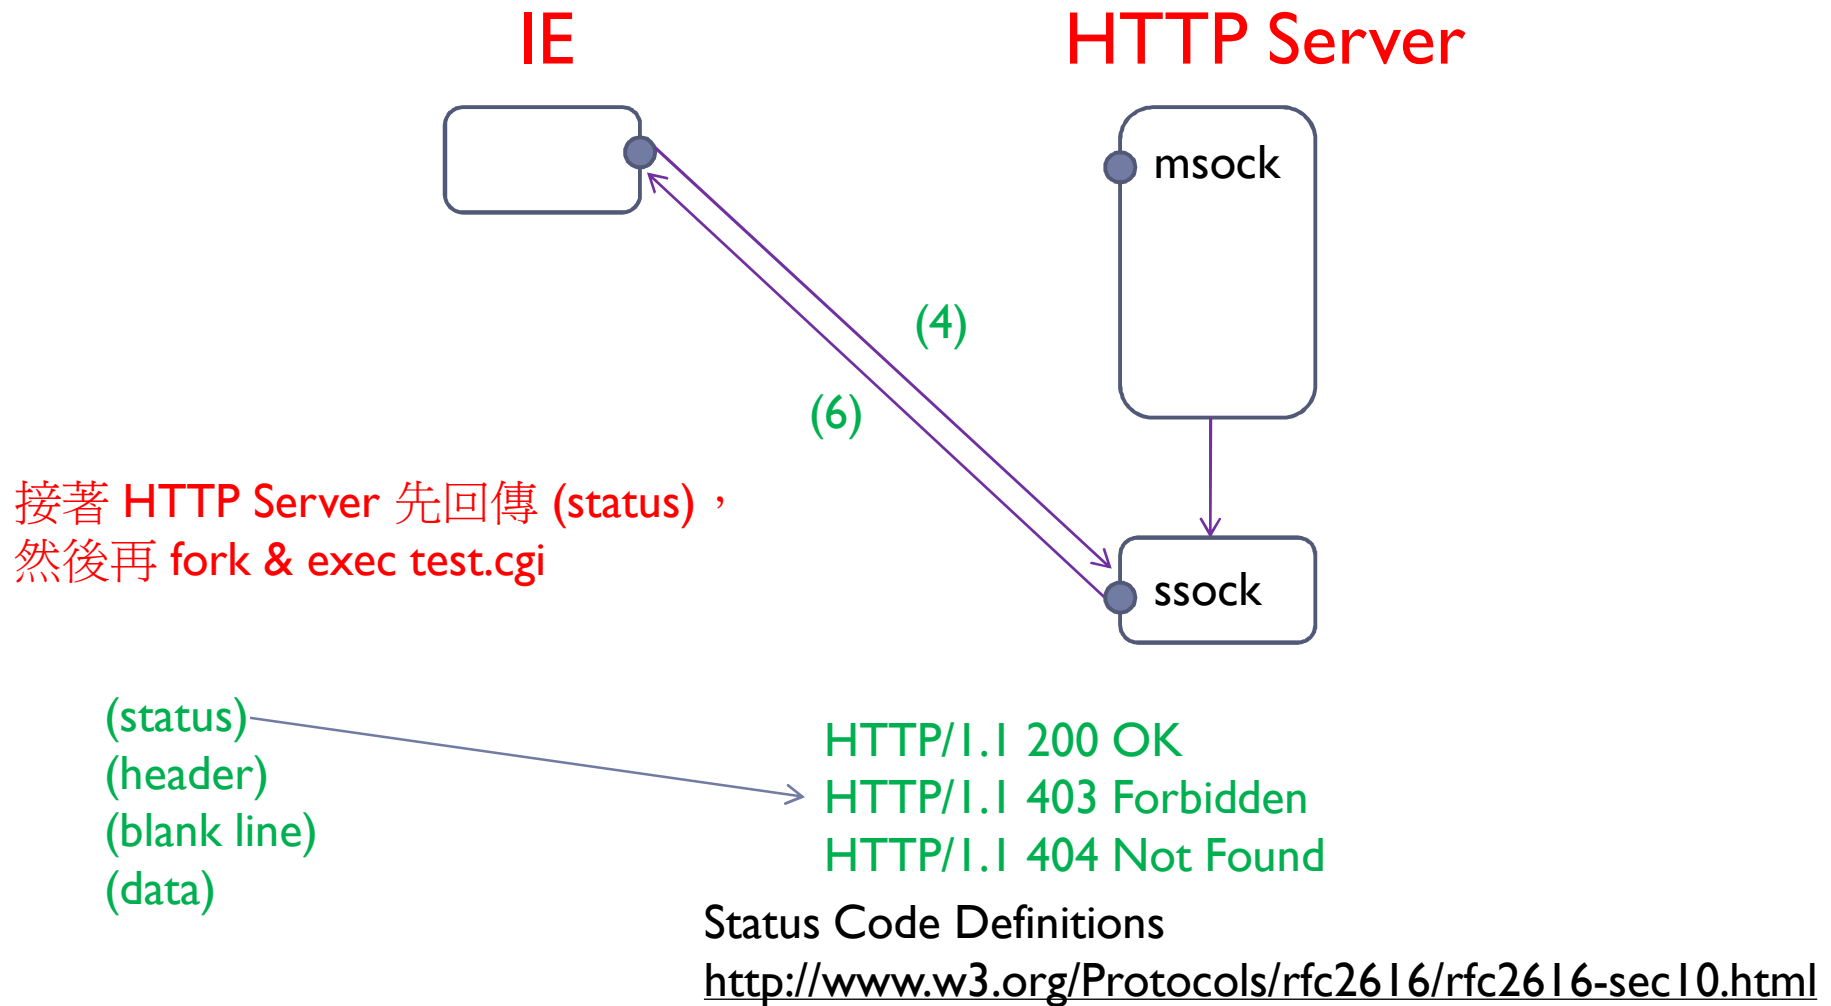 IE
HTTP Server
msock
(4)
(6)
接著 HTTP Server 先回傳 (status)，
然後再 fork & exec test.cgi
ssock
(status)
(header)
(blank line)
(data)
HTTP/1.1 200 OK
HTTP/1.1 403 Forbidden
HTTP/1.1 404 Not Found
Status Code Definitions
http://www.w3.org/Protocols/rfc2616/rfc2616-sec10.html